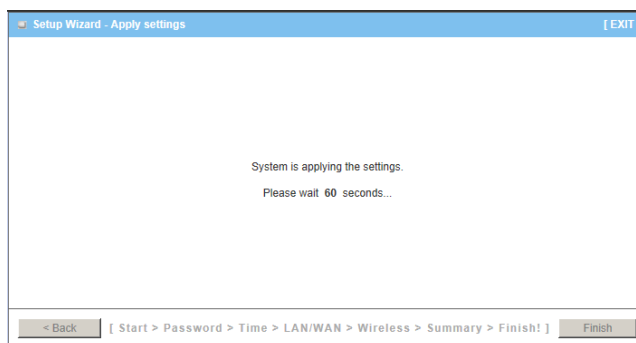 Setup Wizard - Apply settings [ EXIT
System is applying the settings.
Please wait 60 seconds...
< Back [ Start > Password > Time > LAN/WAN > Wireless > Summary > Finish! ] Finish